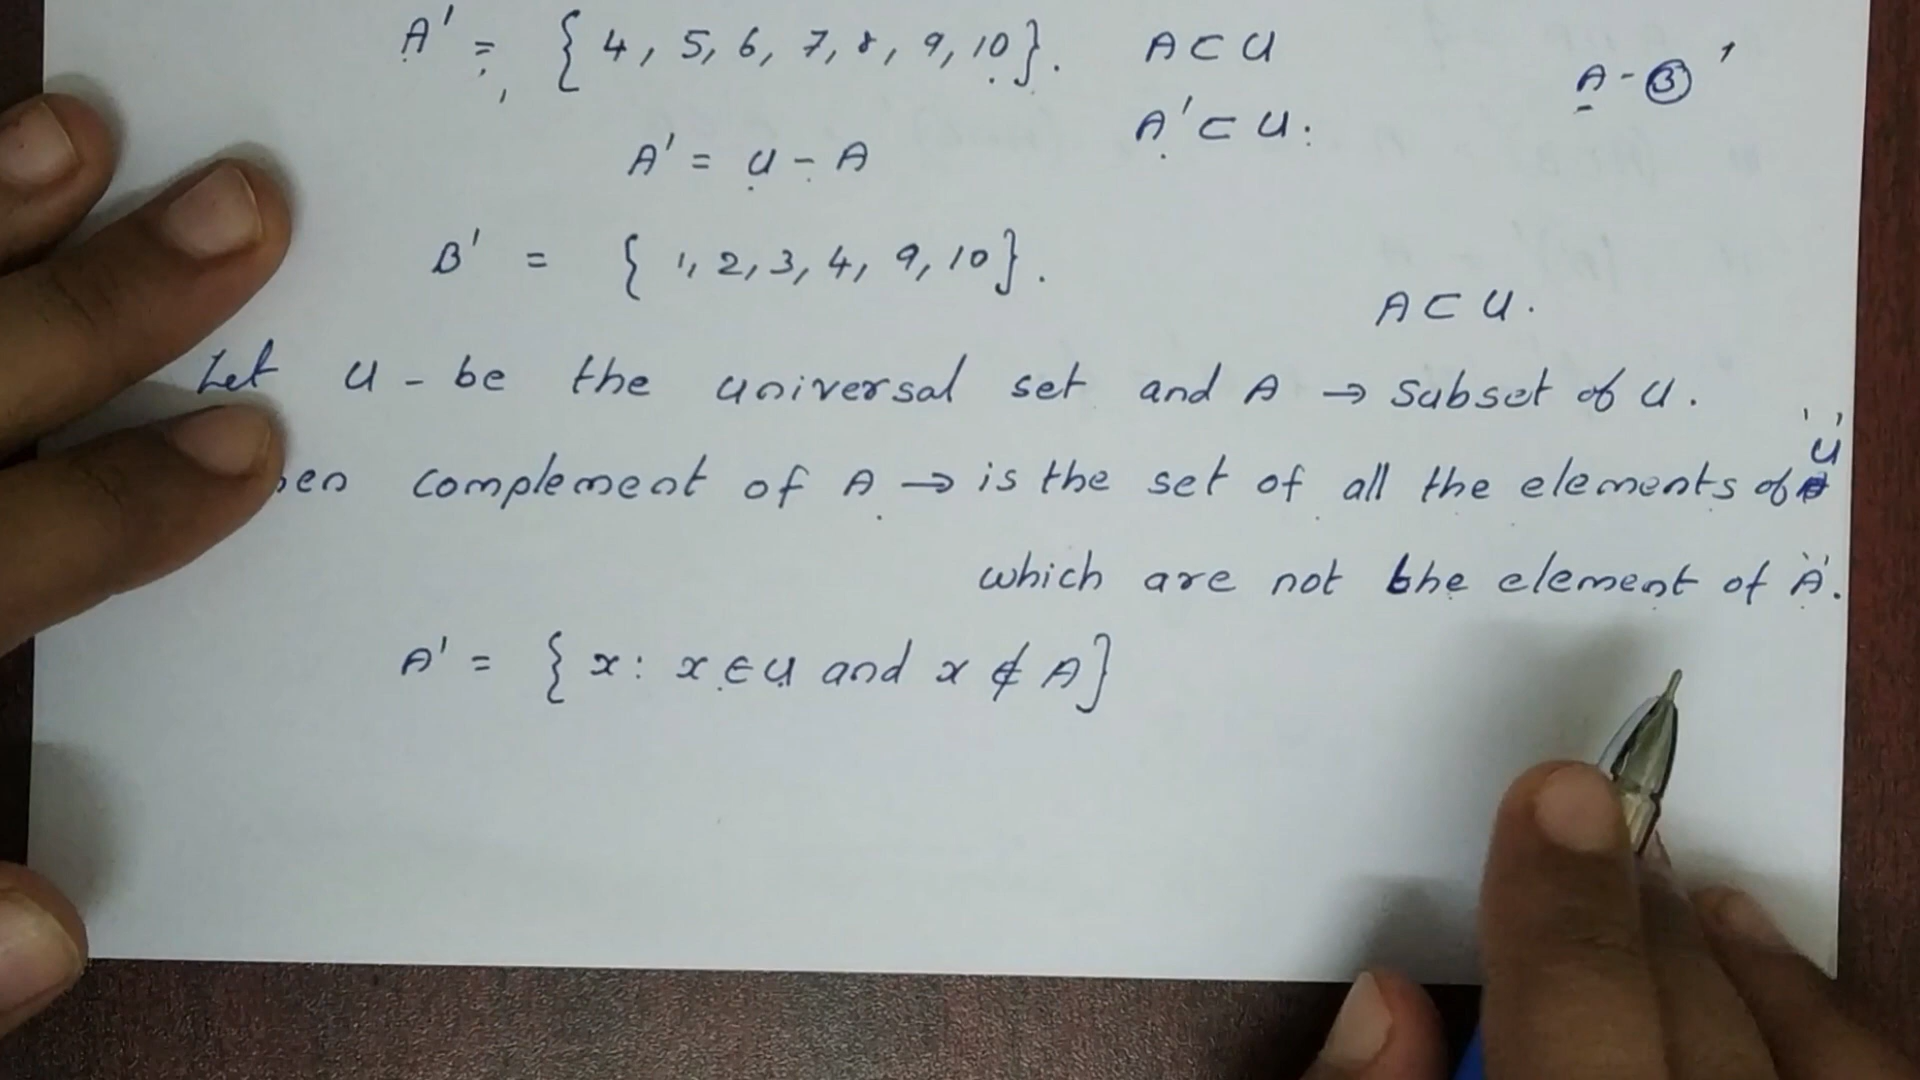 A' = { 4, 5, 6, 7, 8, 9, 10 }. A ⊂ U A - B
A' ⊂ U.
A' = U - A
B' = { 1, 2, 3, 4, 9, 10 }.
A ⊂ U.
Let U - be the universal set and A → subset of U.
complement of A → is the set of all the elements of U
which are not the element of A.
A' = { x : x ∈ U and x ∉ A }